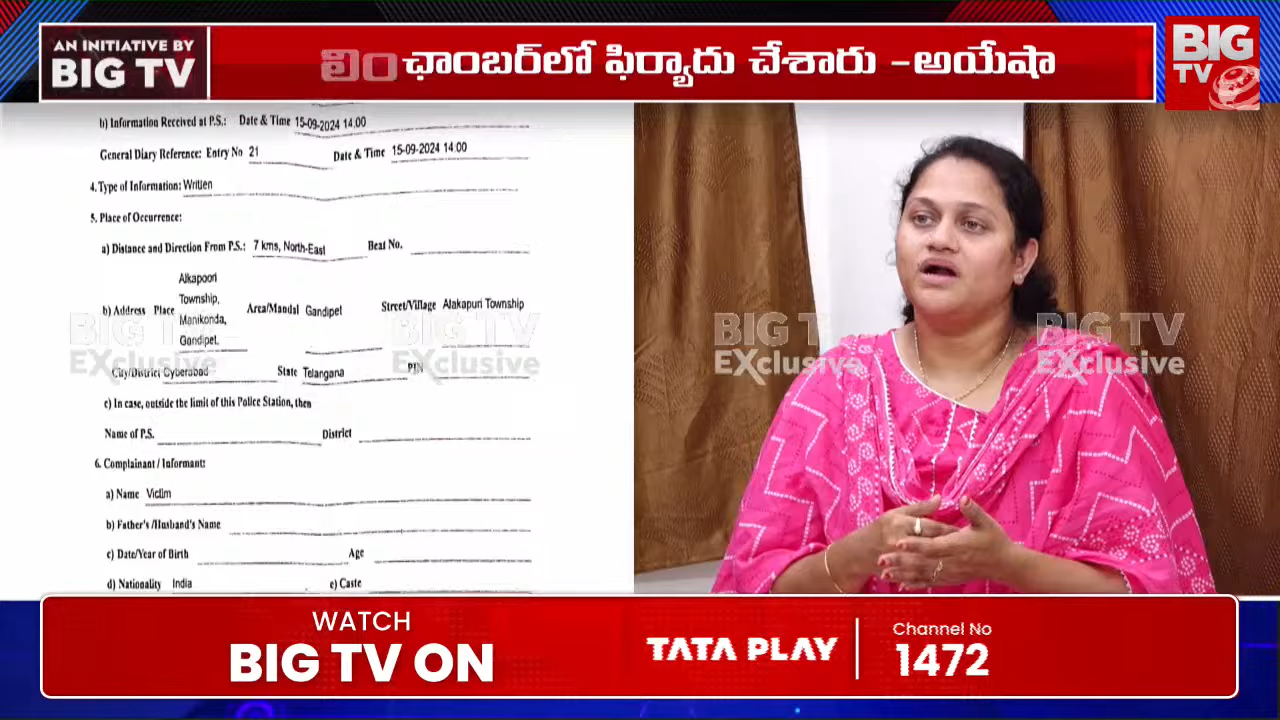 AN INITIATIVE BY
BIG TV
లిం ఛాంబర్‌లో ఫిర్యాదు చేశారు -అయేషా
BIG
TV
b) Information Received at P.S.: Date & Time 15-09-2024 14.00
General Diary Reference: Entry No 21 Date & Time 15-09-2024 14:00
4. Type of Information: Written
5. Place of Occurrence:
a) Distance and Direction From P.S.: 7 kms, North-East Beat No.
b) Address Place Alkapoori Township, Manikonda, Gandipet, Area/Mandal Gandipet Street/Village Alakapuri Township
City/District Cyberabad State Telangana PIN
c) In case, outside the limit of this Police Station, then
Name of P.S. District
6. Complainant / Informant:
a) Name Victim
b) Father's /Husband's Name
c) Date/Year of Birth Age
d) Nationality India e) Caste
BIG TV
EXclusive
BIG TV
EXclusive
BIG TV
EXclusive
BIG TV
EXclusive
WATCH
BIG TV ON
TATA PLAY
Channel No
1472